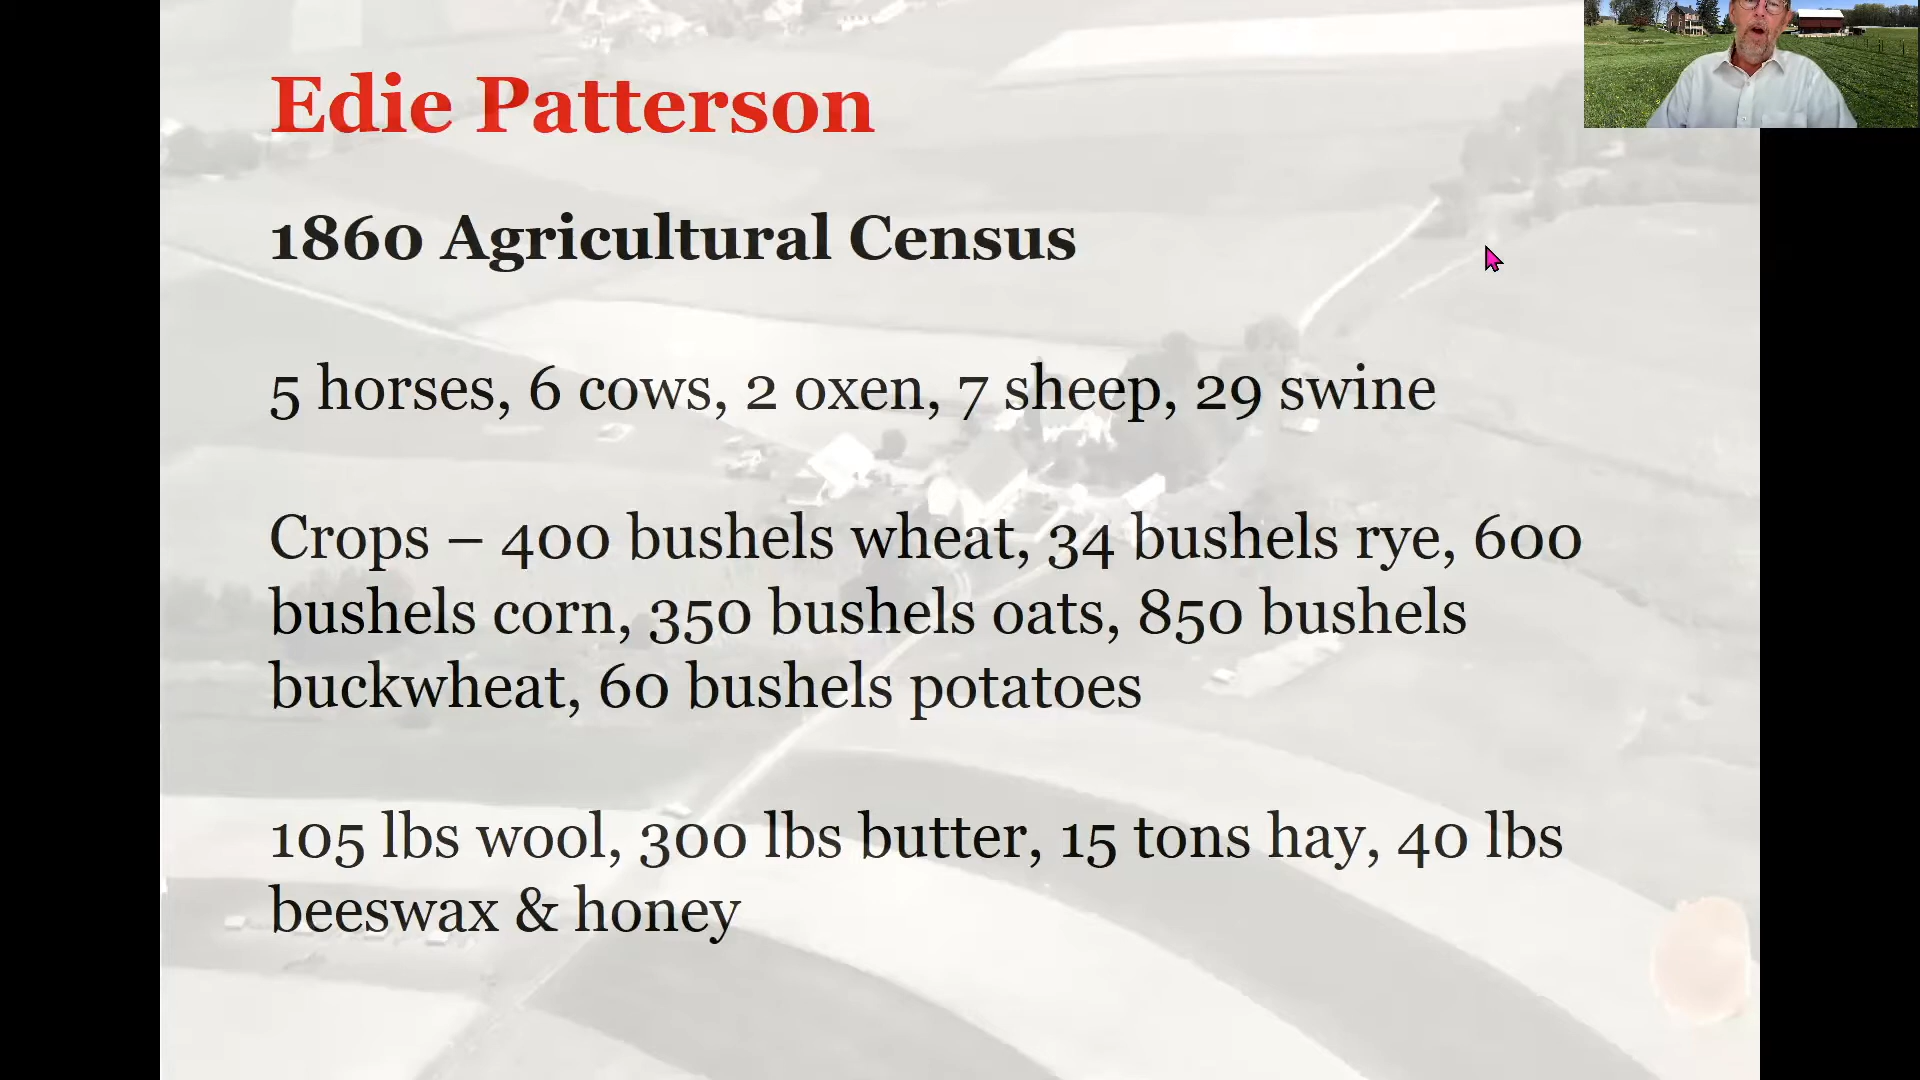 Edie Patterson
1860 Agricultural Census
5 horses, 6 cows, 2 oxen, 7 sheep, 29 swine
Crops – 400 bushels wheat, 34 bushels rye, 600
bushels corn, 350 bushels oats, 850 bushels
buckwheat, 60 bushels potatoes
105 lbs wool, 300 lbs butter, 15 tons hay, 40 lbs
beeswax & honey